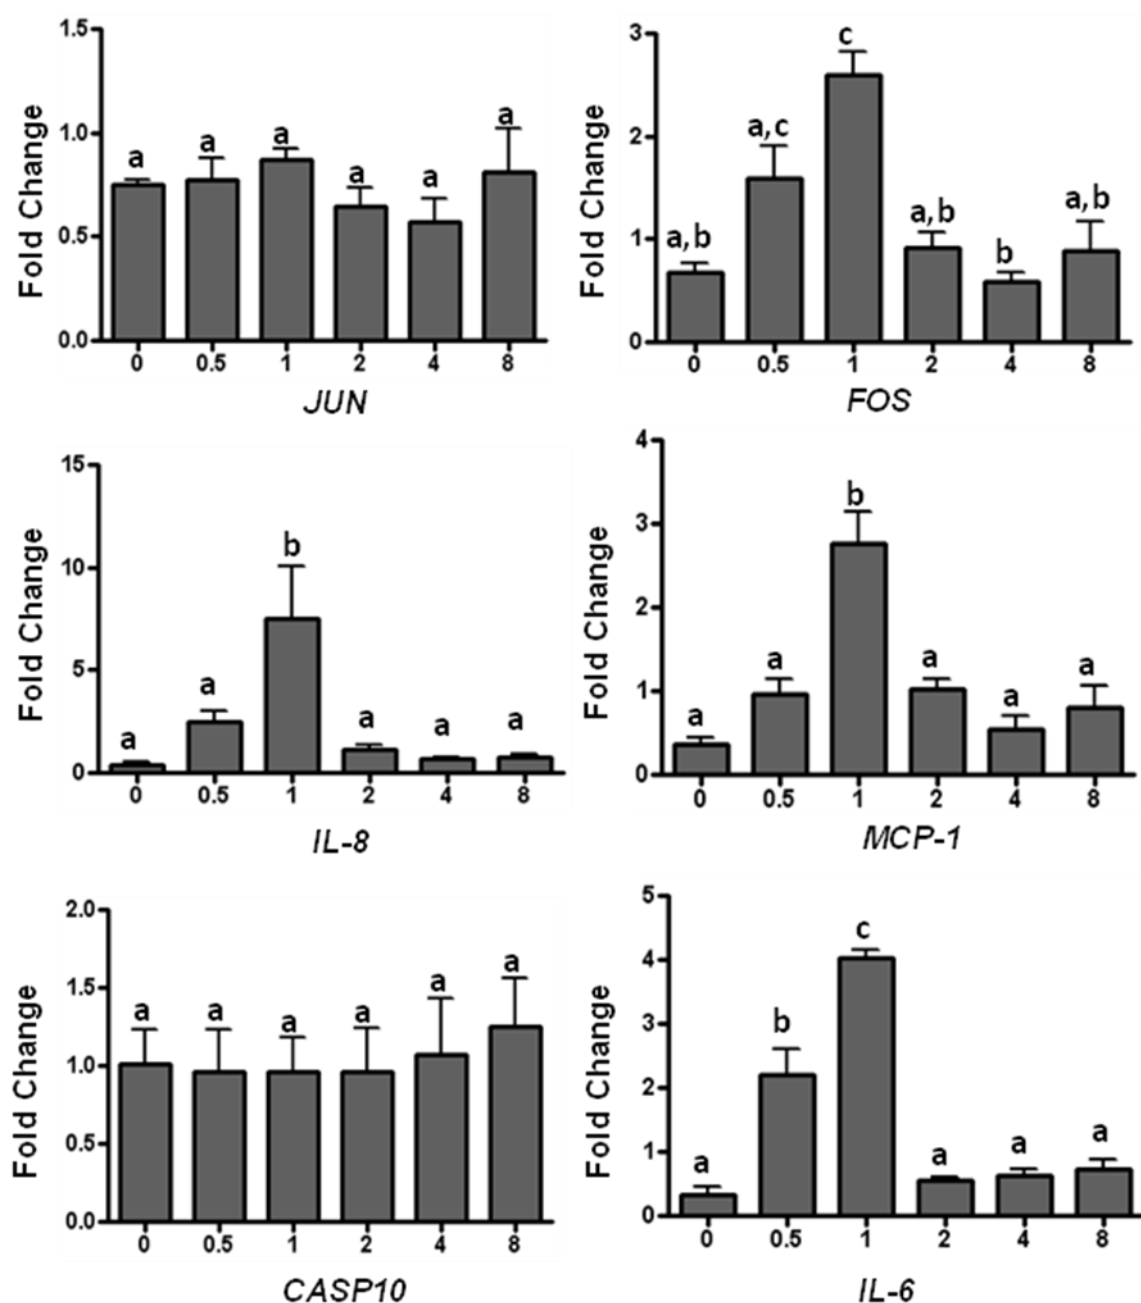 1.5
1.0
0.5
0.0
Fold Change
a a a a a a
0 0.5 1 2 4 8
JUN
3
2
1
0
Fold Change
a,b a,c c a,b b a,b
0 0.5 1 2 4 8
FOS
15
10
5
0
Fold Change
a a b a a a
0 0.5 1 2 4 8
IL-8
4
3
2
1
0
Fold Change
a a b a a a
0 0.5 1 2 4 8
MCP-1
2.0
1.5
1.0
0.5
0.0
Fold Change
a a a a a a
0 0.5 1 2 4 8
CASP10
5
4
3
2
1
0
Fold Change
a b c a a a
0 0.5 1 2 4 8
IL-6